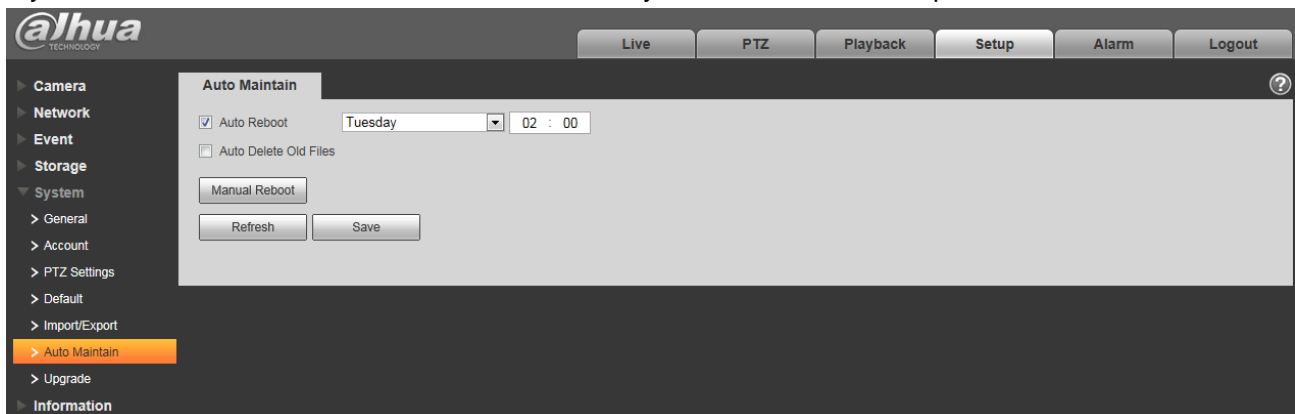 alhua
TECHNOLOGY
Live PTZ Playback Setup Alarm Logout
Camera
Network
Event
Storage
System
> General
> Account
> PTZ Settings
> Default
> Import/Export
> Auto Maintain
> Upgrade
Information
Auto Maintain
?
Auto Reboot Tuesday 02 : 00
Auto Delete Old Files
Manual Reboot
Refresh Save